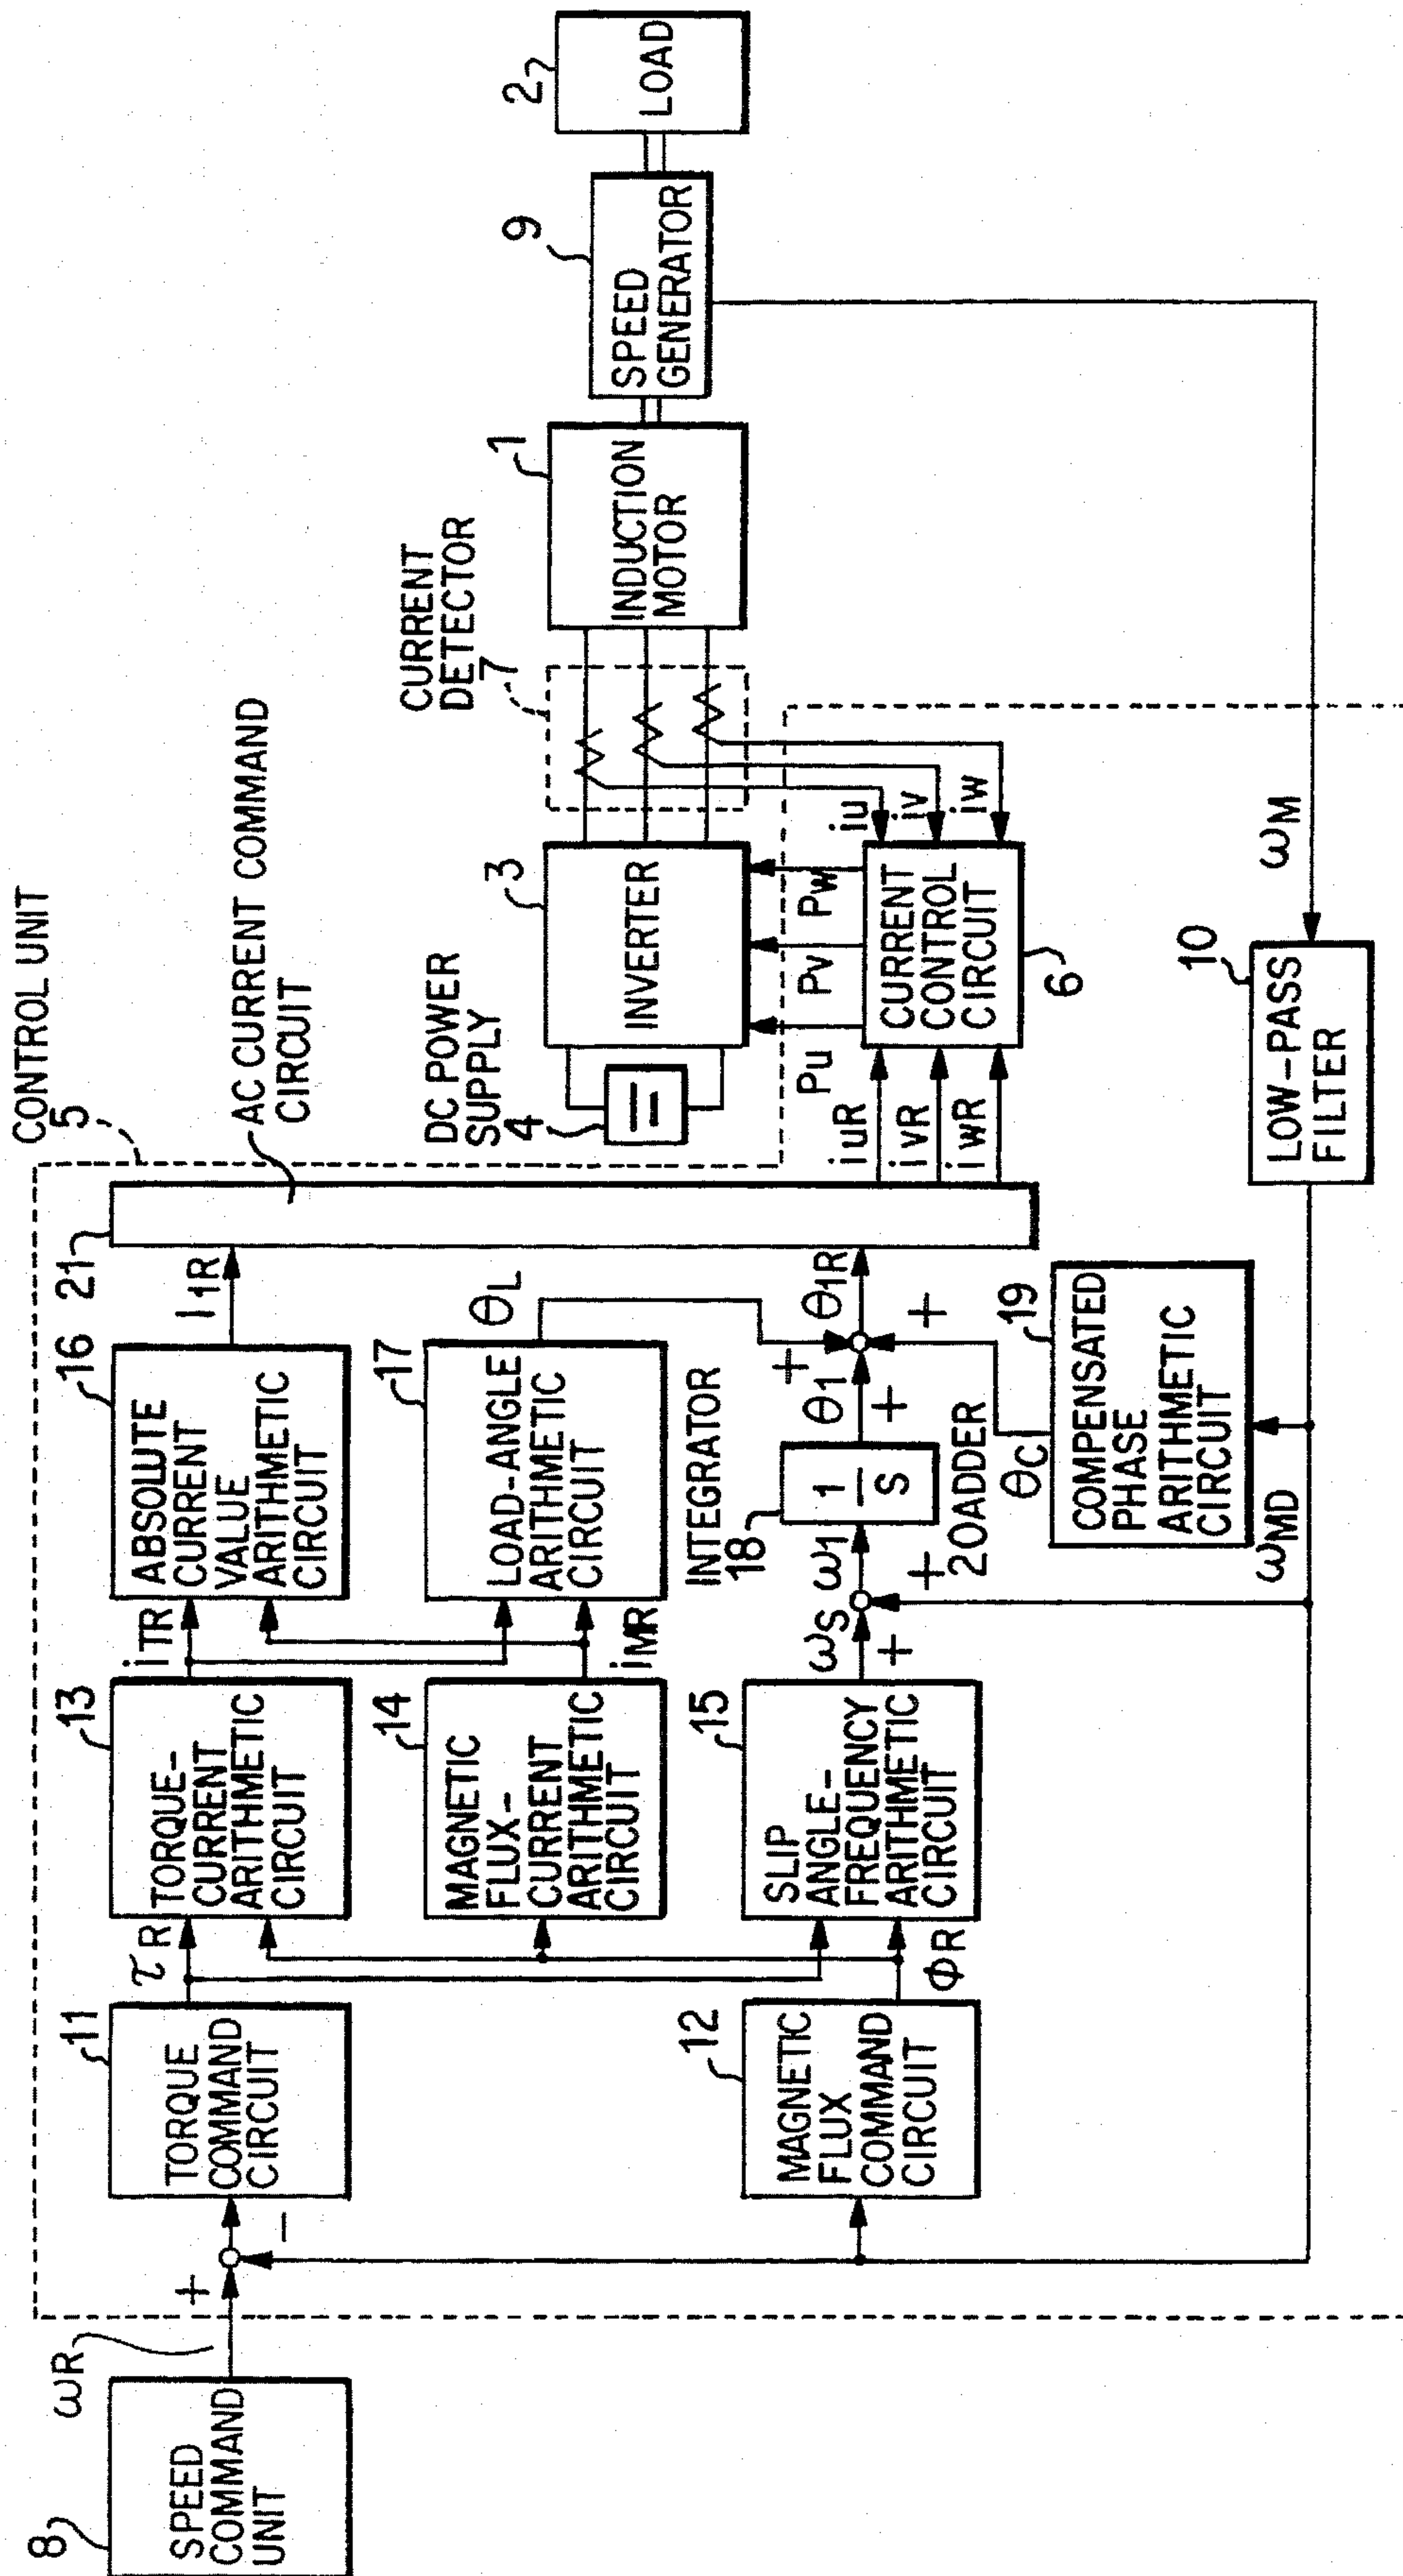 CONTROL UNIT
5
AC CURRENT COMMAND
CIRCUIT
8
SPEED
COMMAND
UNIT
ωR
+
−
11
TORQUE
COMMAND
CIRCUIT
τR
13
TORQUE-
CURRENT
ARITHMETIC
CIRCUIT
iTR
16
ABSOLUTE
CURRENT
VALUE
ARITHMETIC
CIRCUIT
I1R
21
14
MAGNETIC
FLUX-
CURRENT
ARITHMETIC
CIRCUIT
iMR
17
LOAD-ANGLE
ARITHMETIC
CIRCUIT
θL
12
MAGNETIC
FLUX
COMMAND
CIRCUIT
ΦR
15
SLIP
ANGLE-
FREQUENCY
ARITHMETIC
CIRCUIT
ωS
+
+
ω1
INTEGRATOR
18
1
S
θ1
+
+
+
θ1R
20ADDER
θC
19
COMPENSATED
PHASE
ARITHMETIC
CIRCUIT
ωMD
10
LOW-PASS
FILTER
ωM
iuR
ivR
iwR
CURRENT
CONTROL
CIRCUIT
6
Pu
Pv
Pw
iu
iv
iw
DC POWER
SUPPLY
4
3
INVERTER
CURRENT
DETECTOR
7
1
INDUCTION
MOTOR
9
SPEED
GENERATOR
2
LOAD